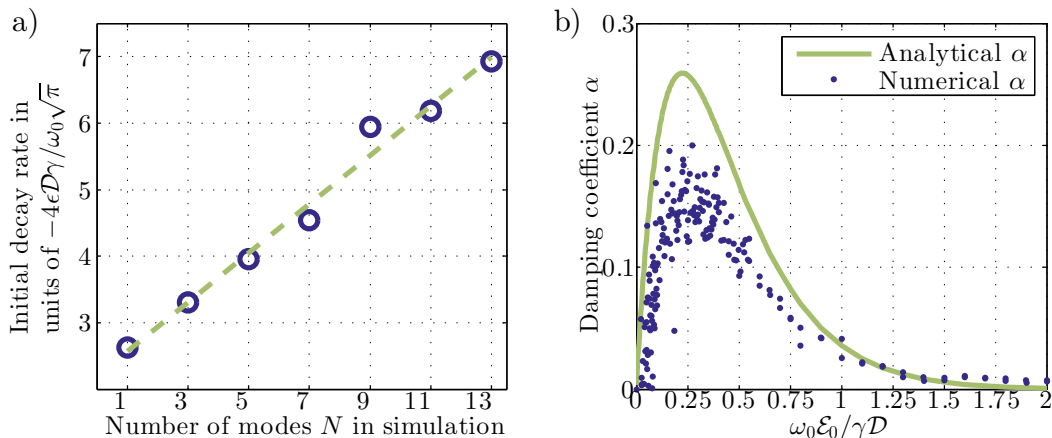 a)
Initial decay rate in
units of −4ϵ𝒟γ/ω₀√π
7
6
5
4
3
1 3 5 7 9 11 13
Number of modes N in simulation
b)
Damping coefficient α
0.3
0.2
0.1
0
Analytical α
Numerical α
0 0.25 0.5 0.75 1 1.25 1.5 1.75 2
ω₀ℰ₀/γ𝒟